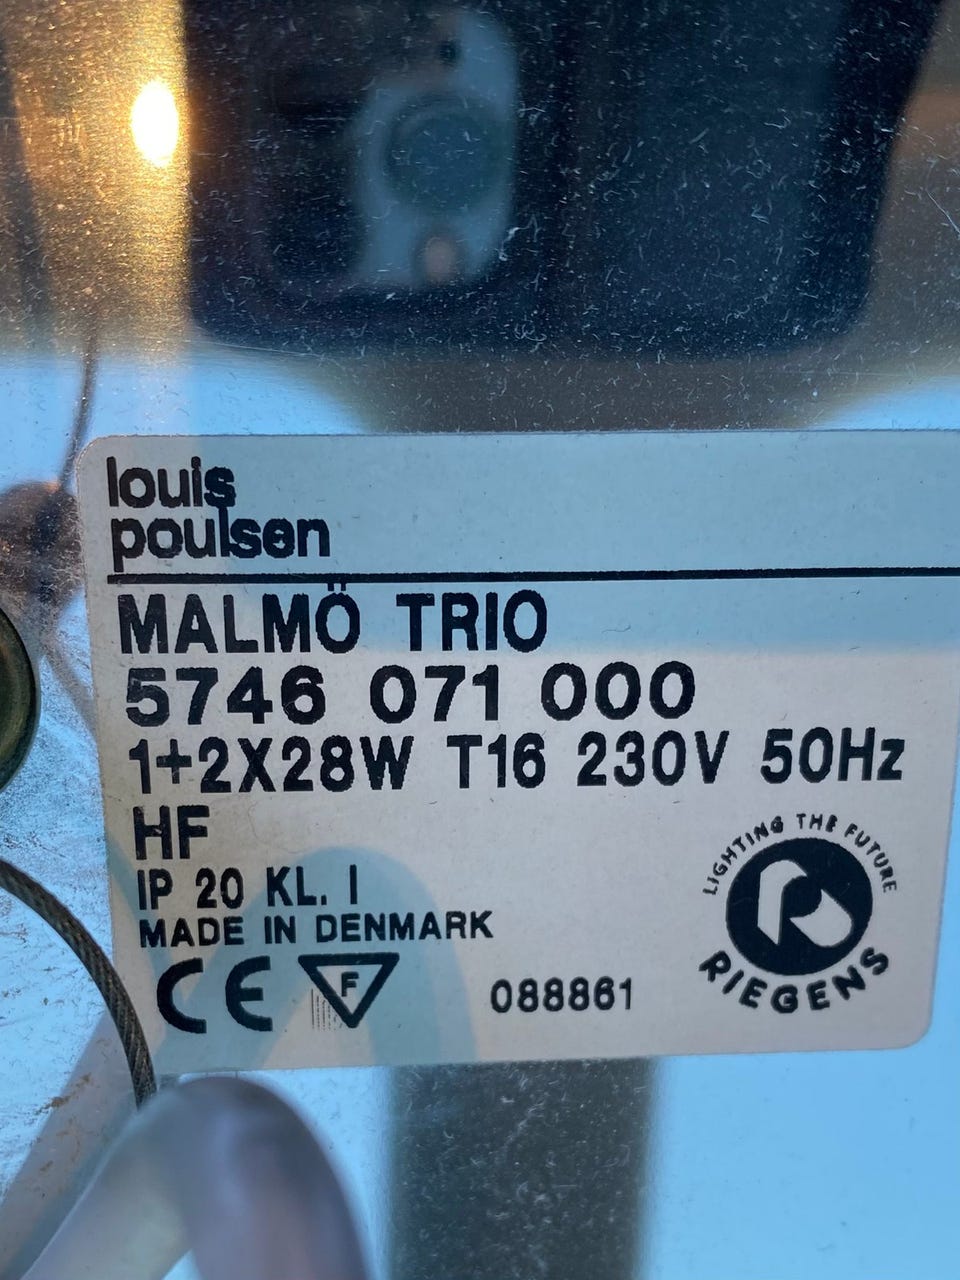 louis
poulsen
MALMÖ TRIO
5746 071 000
1+2X28W T16 230V 50Hz
HF
IP 20 KL. I
MADE IN DENMARK
CE F
088861
LIGHTING THE FUTURE
RIEGENS